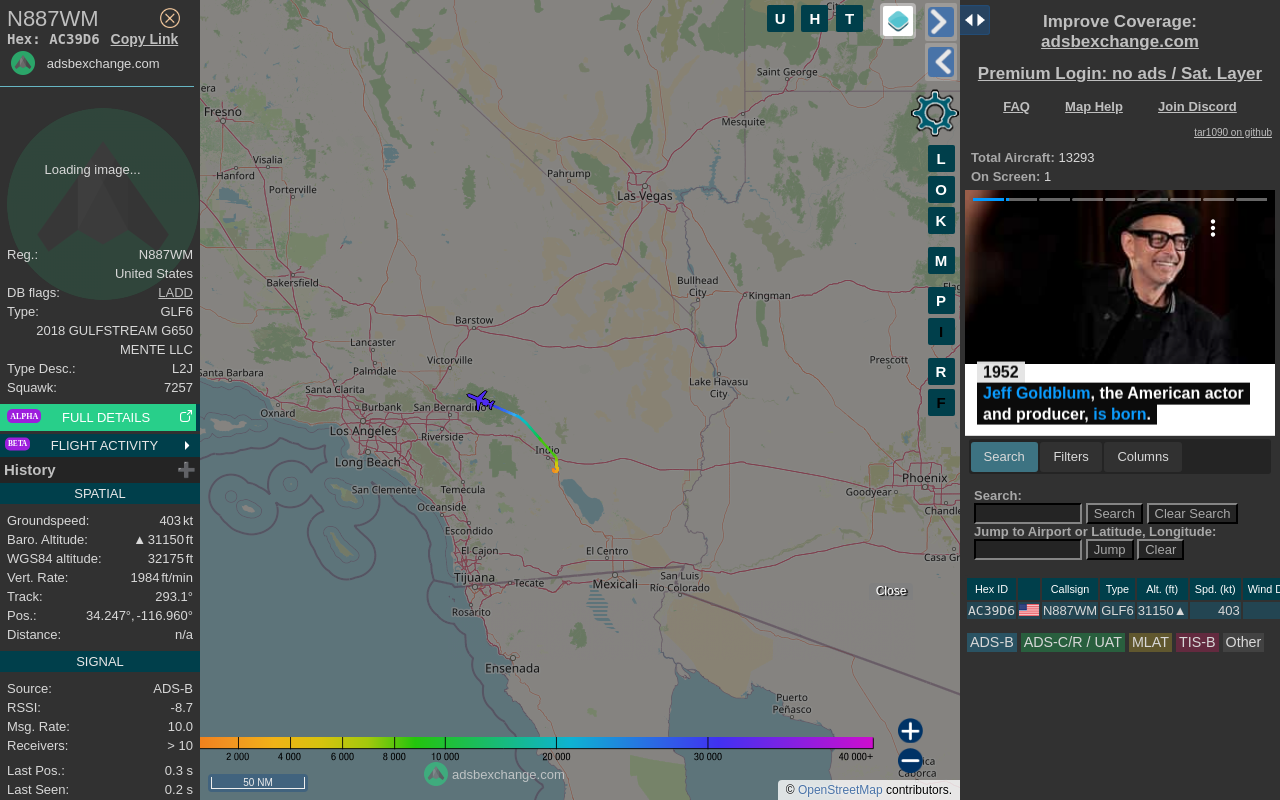 N887WM
Hex: AC39D6 Copy Link
adsbexchange.com
Loading image...
Reg.: N887WM
United States
DB flags: LADD
Type: GLF6
2018 GULFSTREAM G650
MENTE LLC
Type Desc.: L2J
Squawk: 7257
ALPHA FULL DETAILS
BETA FLIGHT ACTIVITY
History
SPATIAL
Groundspeed: 403 kt
Baro. Altitude: ▲ 31150 ft
WGS84 altitude: 32175 ft
Vert. Rate: 1984 ft/min
Track: 293.1°
Pos.: 34.247°, -116.960°
Distance: n/a
SIGNAL
Source: ADS-B
RSSI: -8.7
Msg. Rate: 10.0
Receivers: > 10
Last Pos.: 0.3 s
Last Seen: 0.2 s
U H T
L
O
K
M
P
I
R
F
Saint George
Mesquite
Fresno
Visalia
Hanford
Porterville
Pahrump
Las Vegas
Bakersfield
Bullhead
City
Kingman
Barstow
Lancaster
Palmdale
Victorville
Prescott
Santa Barbara
Santa Clarita
Lake Havasu
City
Oxnard
Burbank
San Bernardino
Los Angeles
Riverside
Indio
Long Beach
San Clemente
Temecula
Phoenix
Goodyear
Oceanside
Escondido
El Cajon
El Centro
Tijuana
Tecate
Mexicali
San Luis
Río Colorado
Rosarito
Ensenada
Puerto
Peñasco
Caborca
Close
2 000 4 000 6 000 8 000 10 000 20 000 30 000 40 000+
adsbexchange.com
50 NM
© OpenStreetMap contributors.
Improve Coverage:
adsbexchange.com
Premium Login: no ads / Sat. Layer
FAQ Map Help Join Discord
tar1090 on github
Total Aircraft: 13293
On Screen: 1
1952
Jeff Goldblum, the American actor
and producer, is born.
Search Filters Columns
Search:
Search Clear Search
Jump to Airport or Latitude, Longitude:
Jump Clear
Hex ID Callsign Type Alt. (ft) Spd. (kt) Wind D
AC39D6 N887WM GLF6 31150▲ 403
ADS-B ADS-C/R / UAT MLAT TIS-B Other